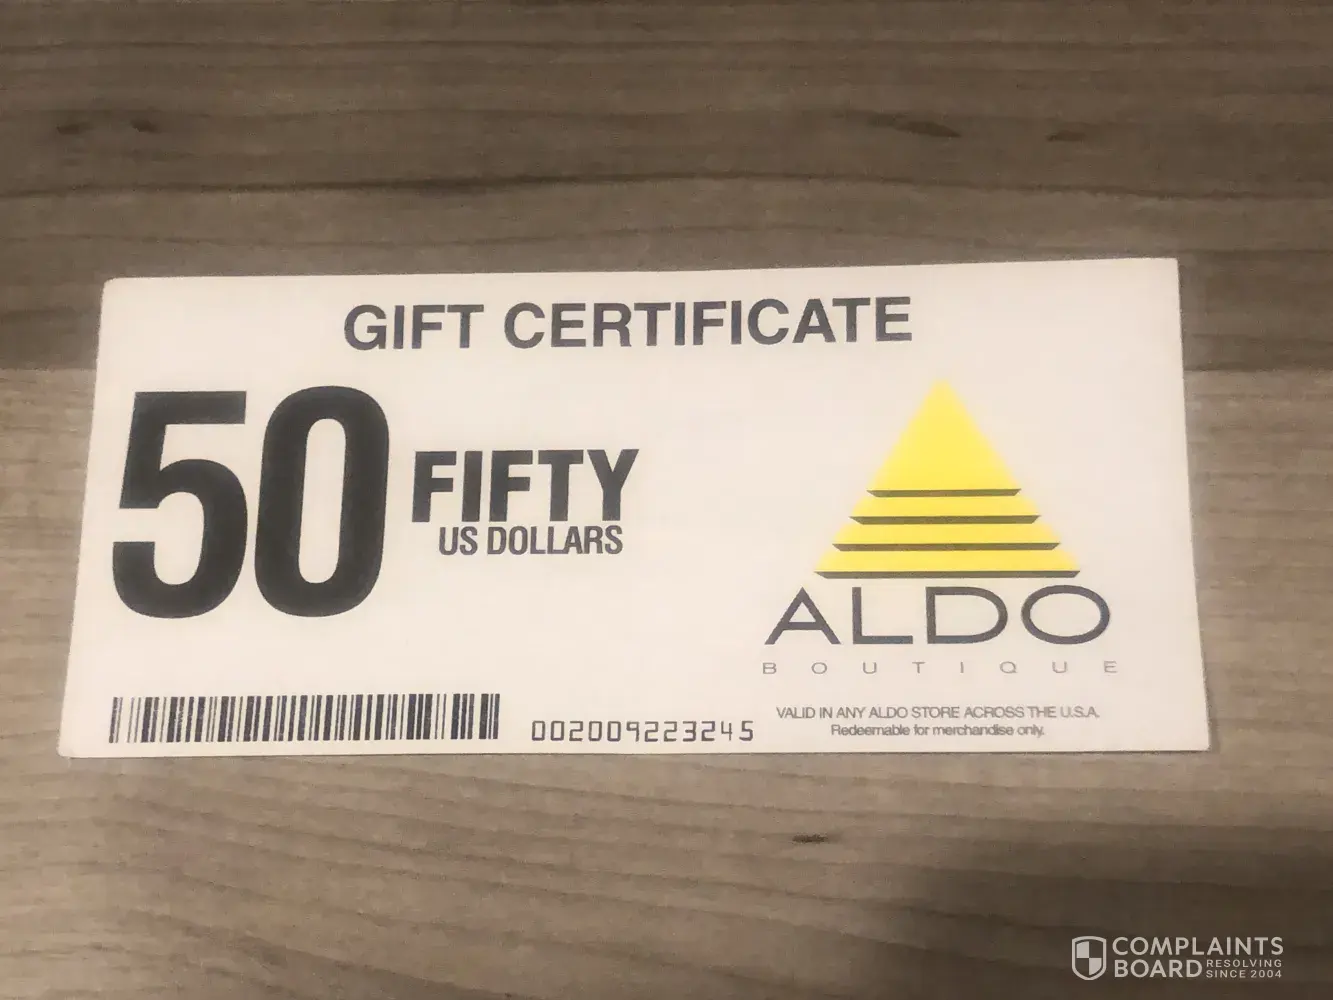 GIFT CERTIFICATE
50 FIFTY
US DOLLARS
ALDO
BOUTIQUE
002009223245
VALID IN ANY ALDO STORE ACROSS THE U.S.A.
Redeemable for merchandise only.
COMPLAINTS
BOARD RESOLVING
SINCE 2004